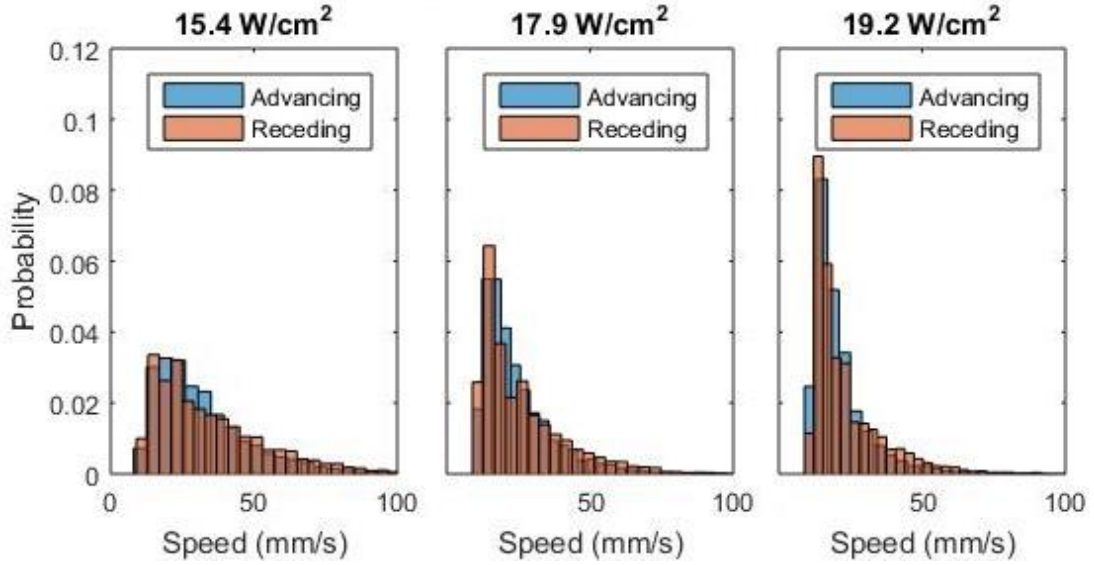 15.4 W/cm²
17.9 W/cm²
19.2 W/cm²
0.12
0.1
0.08
0.06
0.04
0.02
0
Probability
Advancing
Receding
Advancing
Receding
Advancing
Receding
0 50 100
50 100
50 100
Speed (mm/s)
Speed (mm/s)
Speed (mm/s)